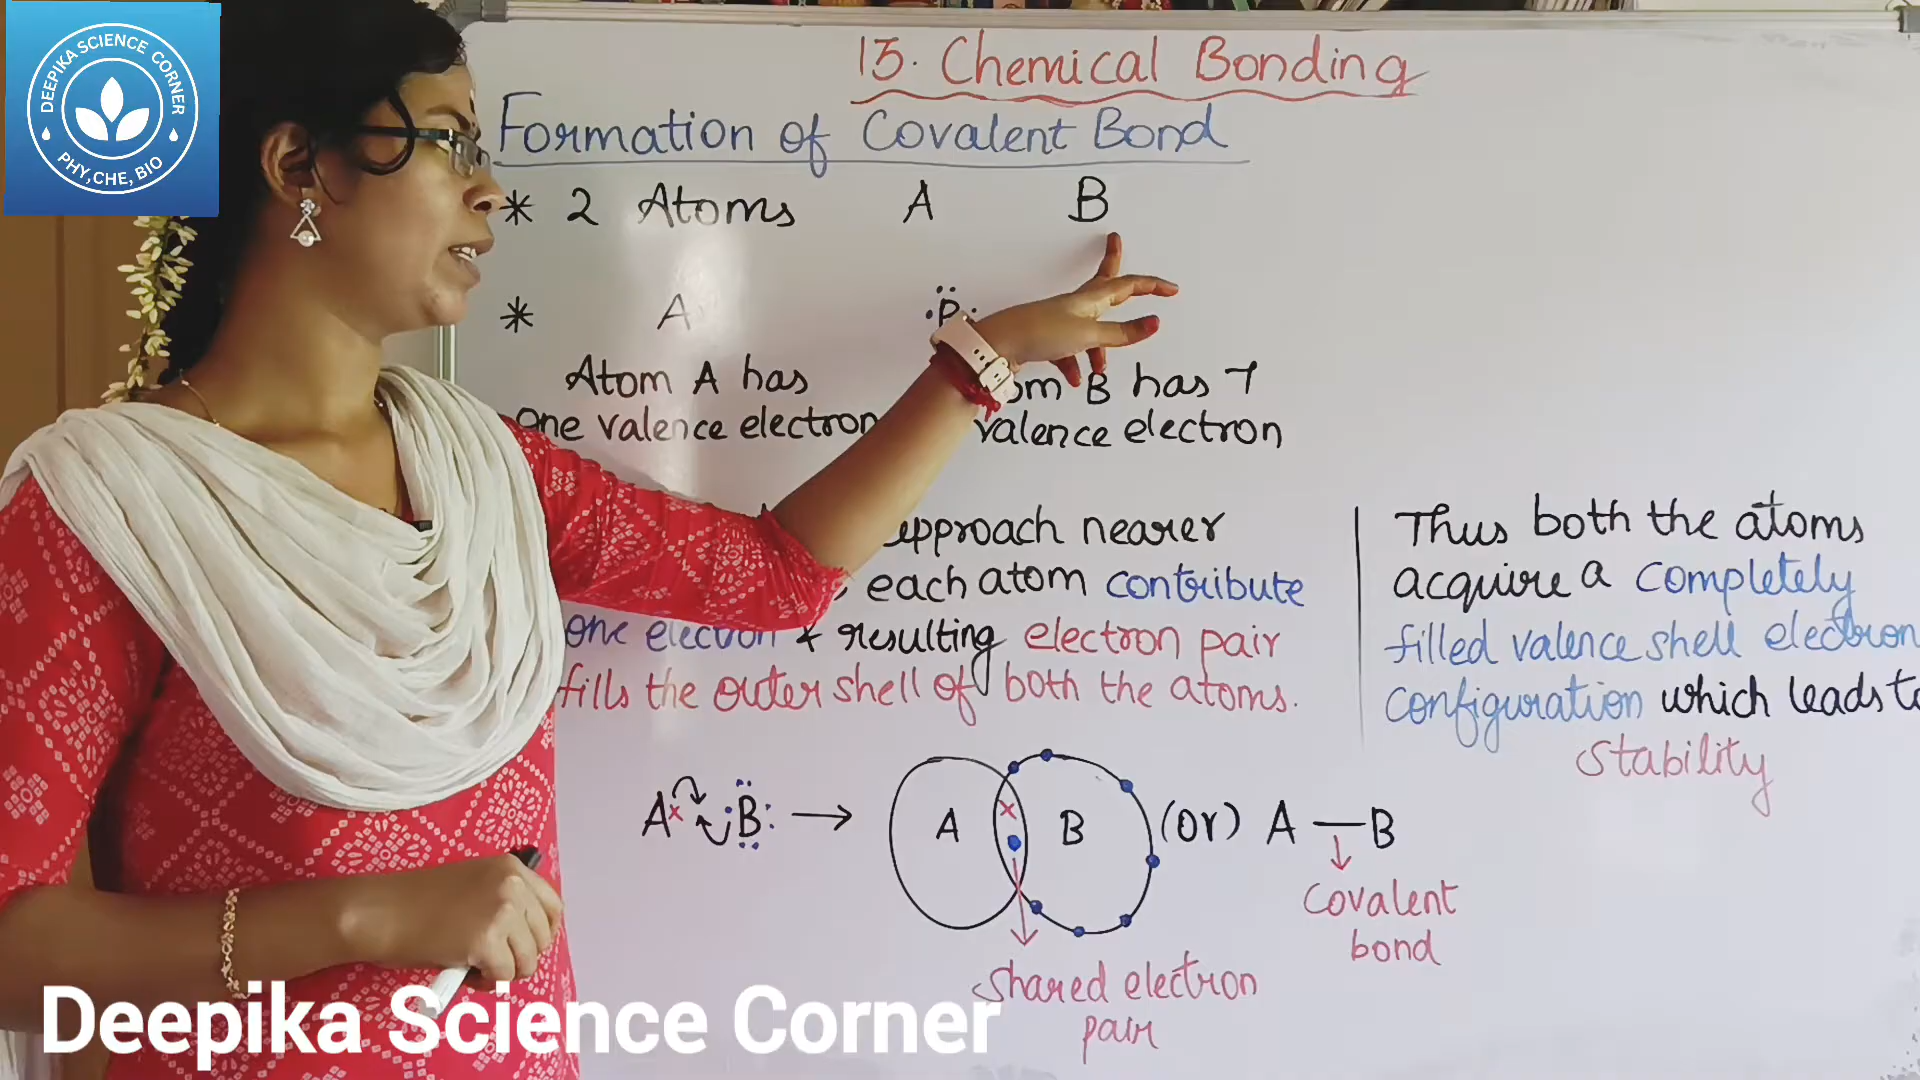 DEEPIKA SCIENCE CORNER
PHY,CHE, BIO
13. Chemical Bonding
Formation of Covalent Bond
* 2 Atoms A B
* A
Atom A has
One valence electron
B has 7
valence electron
approach nearer
each atom contribute
one electron & resulting electron pair
fills the outer shell of both the atoms.
Thus both the atoms
acquire a completely
filled valence shell electron
configuration which leads to
stability
A x B → A x B (or) A — B
Covalent
bond
shared electron
pair
Deepika Science Corner